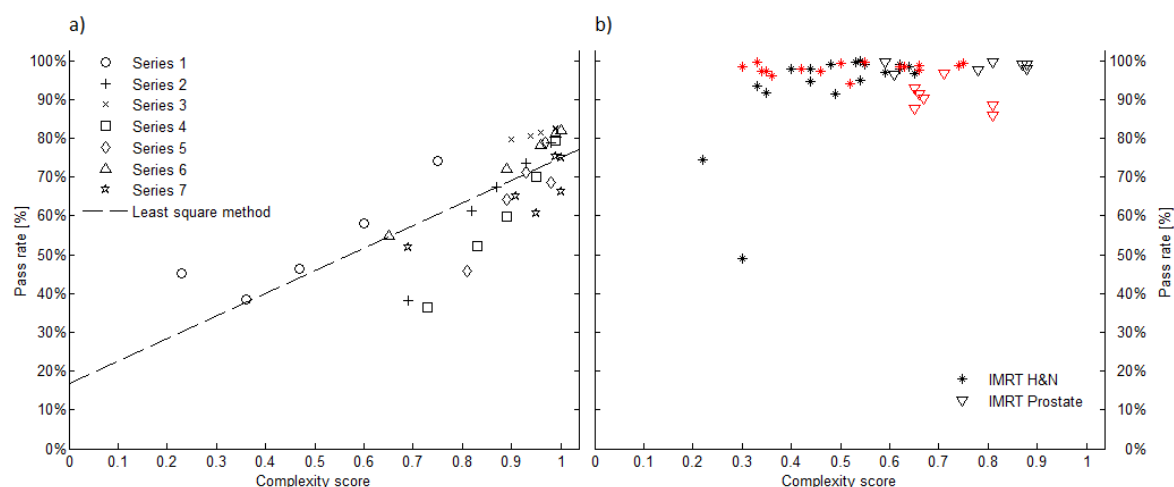 a)
100%
90%
80%
70%
60%
50%
40%
30%
20%
10%
0%
Pass rate [%]
Series 1
Series 2
Series 3
Series 4
Series 5
Series 6
Series 7
Least square method
0 0.1 0.2 0.3 0.4 0.5 0.6 0.7 0.8 0.9 1
Complexity score
b)
IMRT H&N
IMRT Prostate
0 0.1 0.2 0.3 0.4 0.5 0.6 0.7 0.8 0.9 1
Complexity score
100%
90%
80%
70%
60%
50%
40%
30%
20%
10%
0%
Pass rate [%]